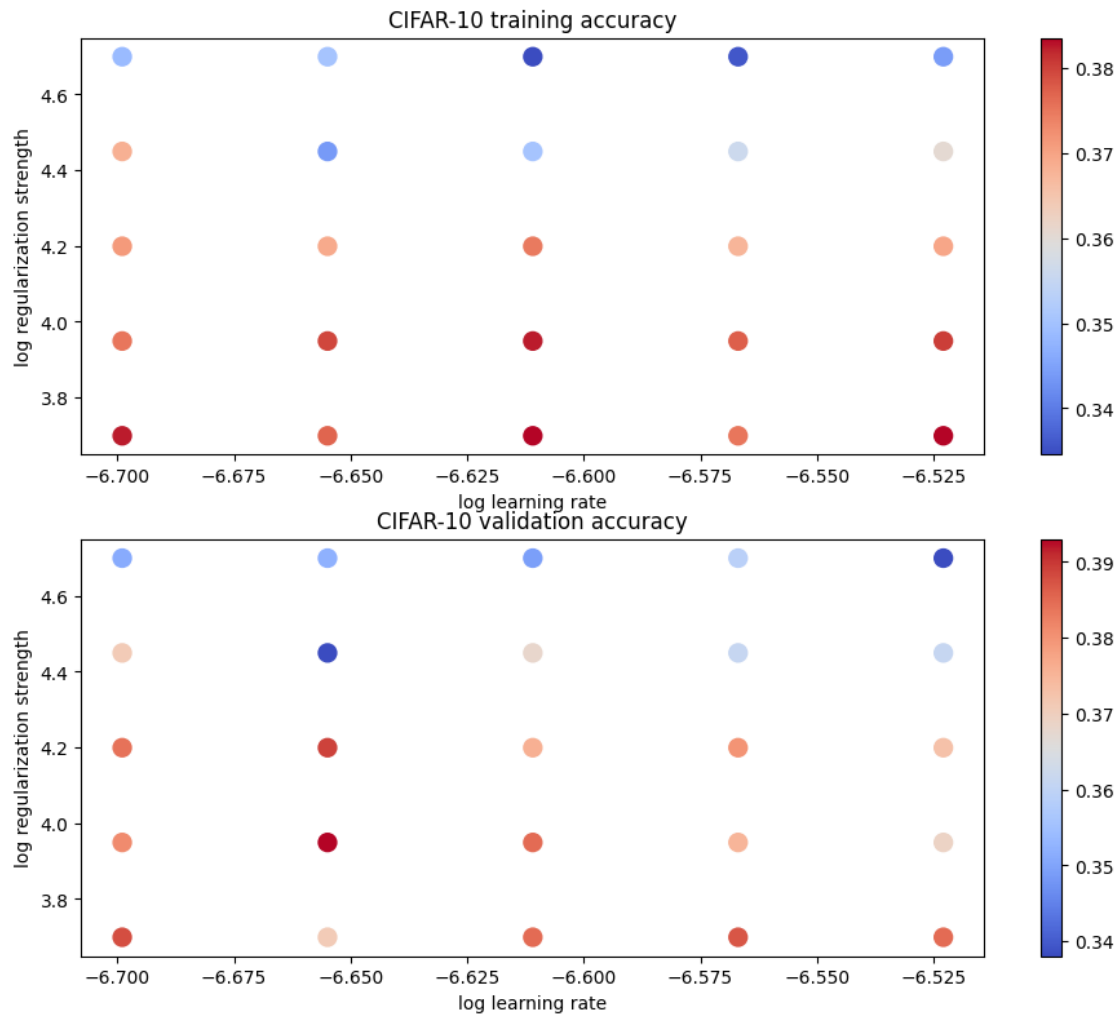 CIFAR-10 training accuracy
log regularization strength
4.6
4.4
4.2
4.0
3.8
−6.700 −6.675 −6.650 −6.625 −6.600 −6.575 −6.550 −6.525
log learning rate
0.38
0.37
0.36
0.35
0.34
CIFAR-10 validation accuracy
log regularization strength
4.6
4.4
4.2
4.0
3.8
−6.700 −6.675 −6.650 −6.625 −6.600 −6.575 −6.550 −6.525
log learning rate
0.39
0.38
0.37
0.36
0.35
0.34